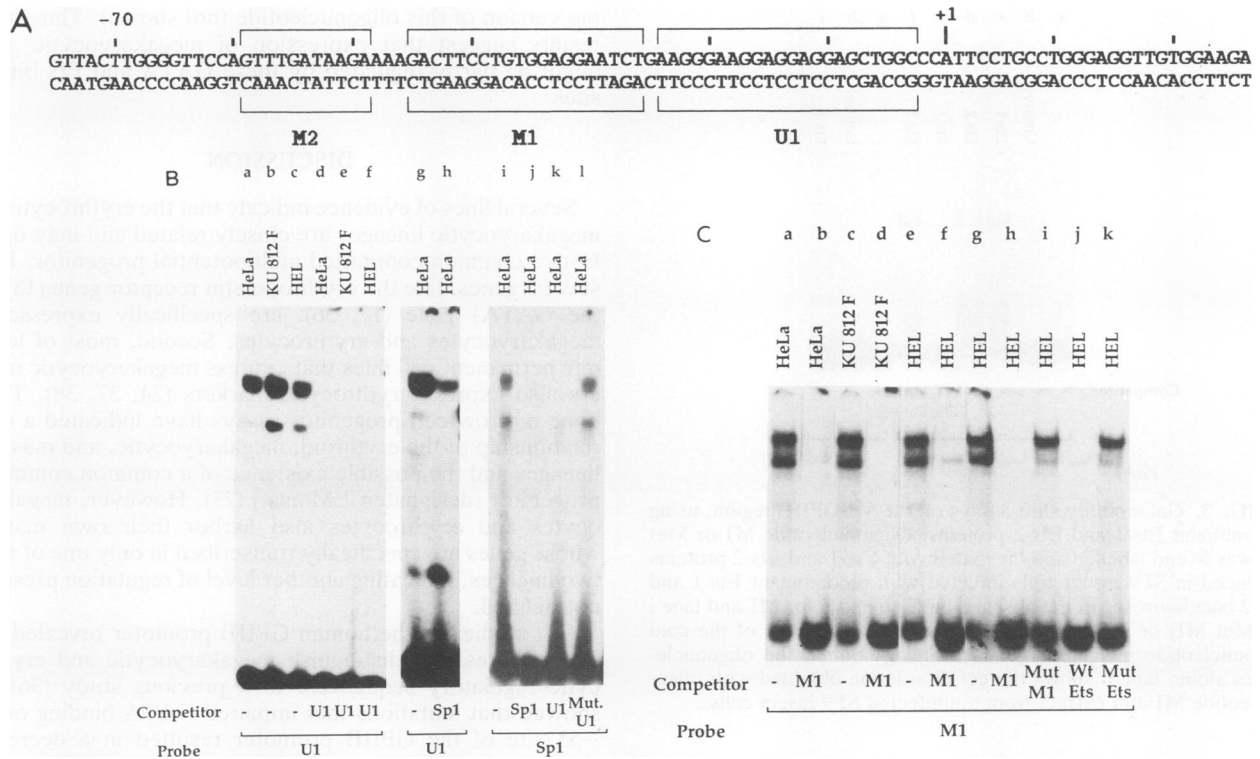 A
-70
+1
GTTACTTGGGGTTCCAGTTTGATAAGAAAAGACTTCCTGTGGAGGAATCTGAAGGGAAGGAGGAGGAGCTGGCCCATTCCTGCCTGGGAGGTTGTGGAAGA
CAATGAACCCCAAGGTCAAACTATTCTTTTCTGAAGGACACCTCCTTAGACTTCCCTTCCTCCTCCTCGACCGGGTAAGGACGGACCCTCCAACACCTTCT
M2 M1 U1
B
a b c d e f g h i j k l
HeLa KU 812 F HEL HeLa KU 812 F HEL HeLa HeLa HeLa HeLa HeLa HeLa
Competitor - - - U1 U1 U1 - Sp1 - Sp1 U1 Mut. U1
Probe U1 U1 Sp1
C
a b c d e f g h i j k
HeLa HeLa KU 812 F KU 812 F HEL HEL HEL HEL HEL HEL HEL
Competitor - M1 - M1 - M1 - M1 Mut M1 Wt Ets Mut Ets
Probe M1